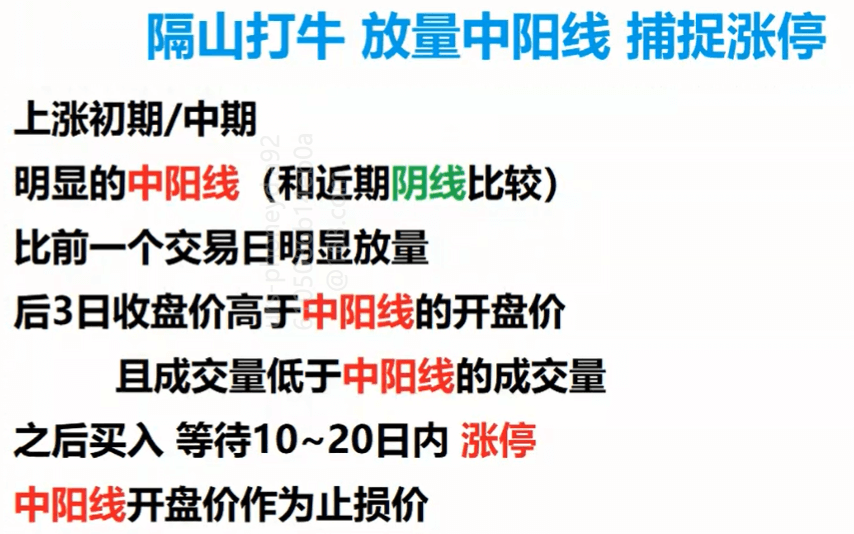 隔山打牛 放量中阳线 捕捉涨停
上涨初期/中期
明显的中阳线（和近期阴线比较）
比前一个交易日明显放量
后3日收盘价高于中阳线的开盘价
且成交量低于中阳线的成交量
之后买入 等待10~20日内 涨停
中阳线开盘价作为止损价